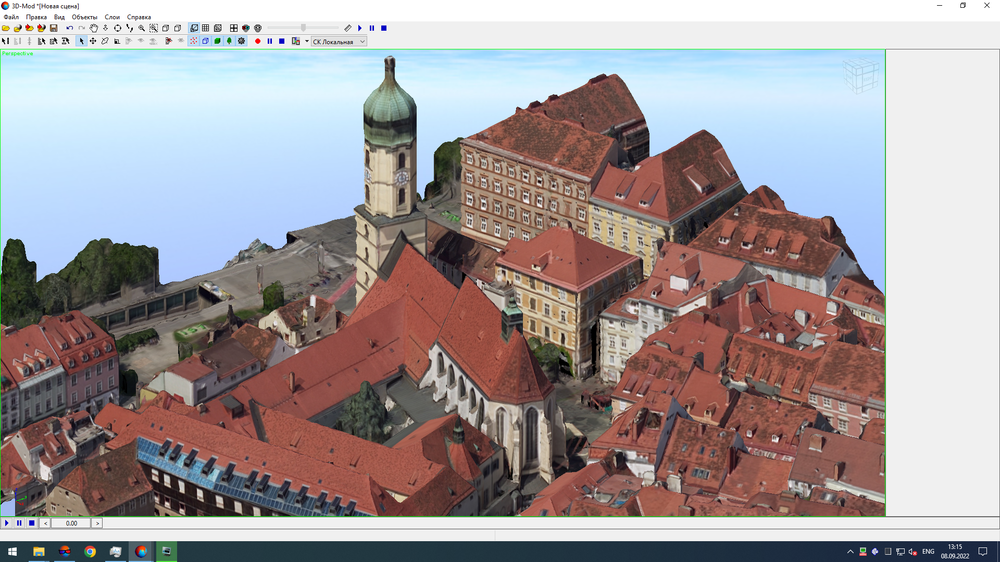 3D-Mod *[Новая сцена]
Файл Правка Вид Объекты Слои Справка
СК Локальная
Perspective
0.00
ENG
13:15
08.09.2022